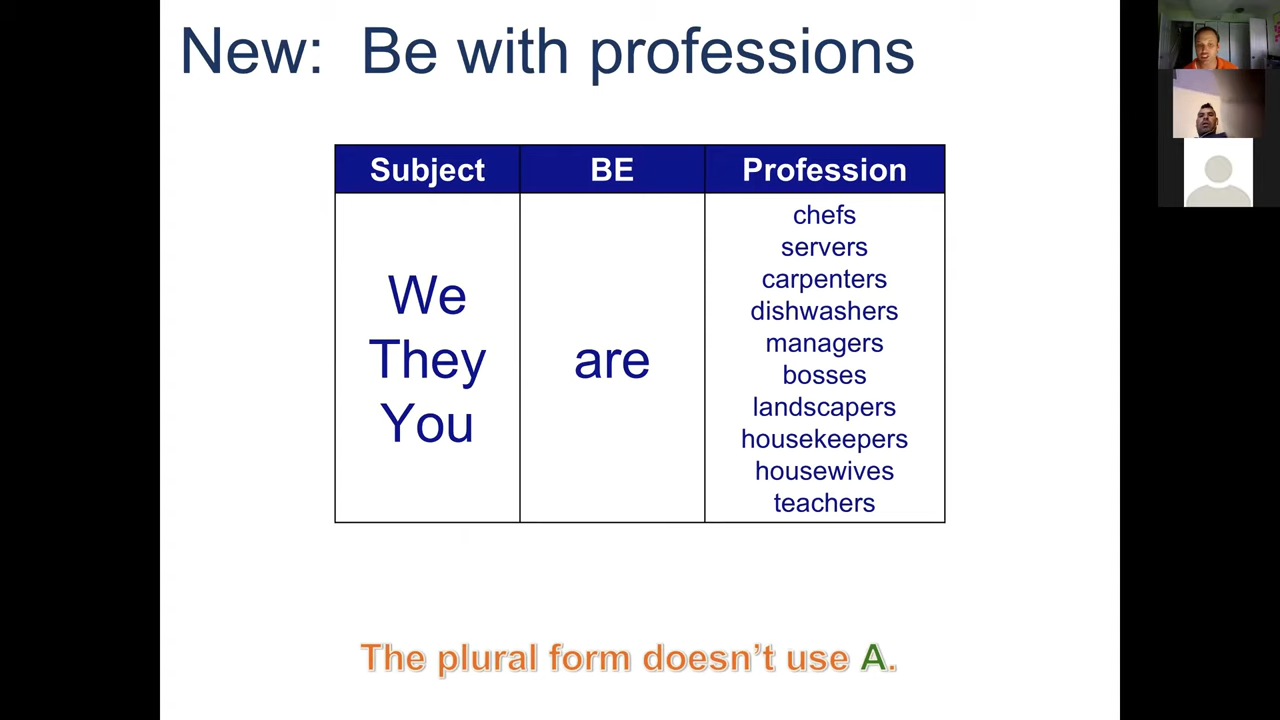 New: Be with professions
Subject BE Profession
chefs
servers
carpenters
dishwashers
managers
bosses
landscapers
housekeepers
housewives
teachers
We
They
You
are
The plural form doesn’t use A.